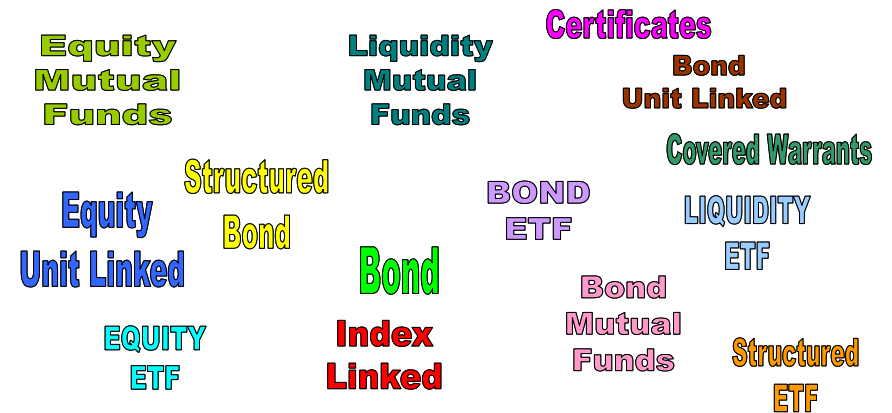 Equity
Mutual
Funds
Liquidity
Mutual
Funds
Certificates
Bond
Unit Linked
Covered Warrants
Structured
Bond
Equity
Unit Linked
BOND
ETF
LIQUIDITY
ETF
Bond
Bond
Mutual
Funds
EQUITY
ETF
Index
Linked
Structured
ETF